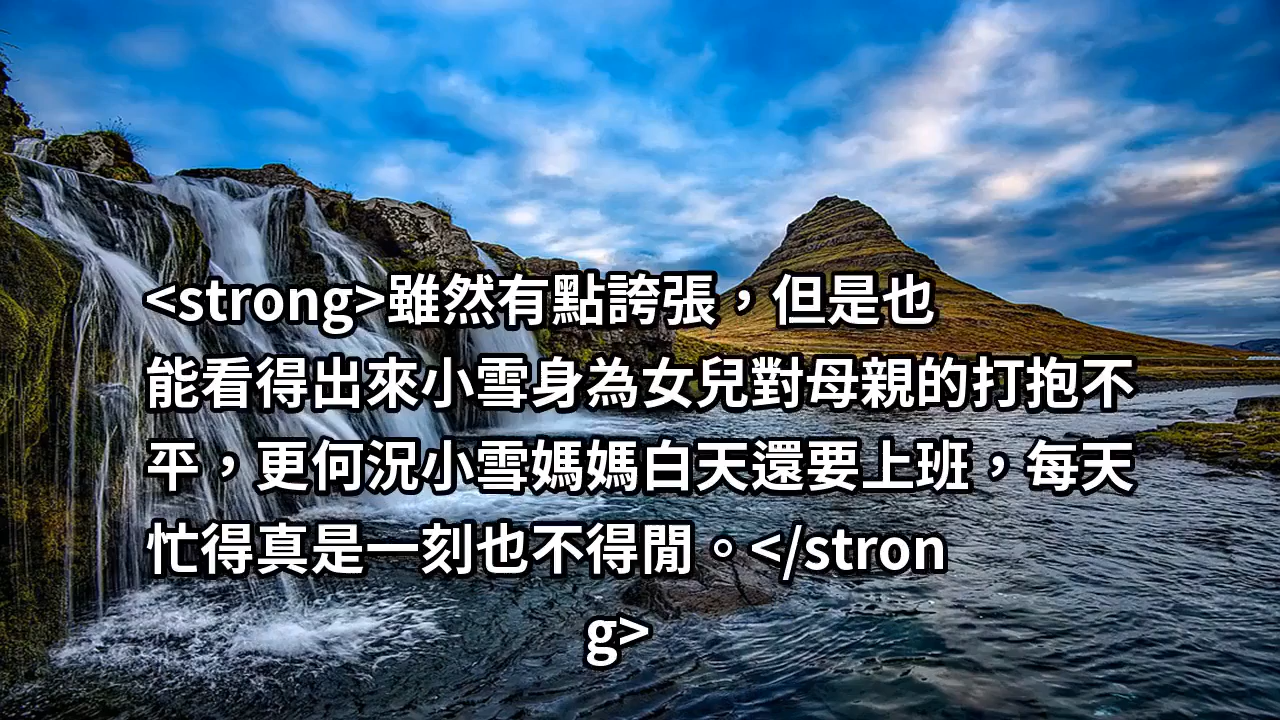 <strong>雖然有點誇張，但是也
能看得出來小雪身為女兒對母親的打抱不
平，更何況小雪媽媽白天還要上班，每天
忙得真是一刻也不得閒。</stron
g>